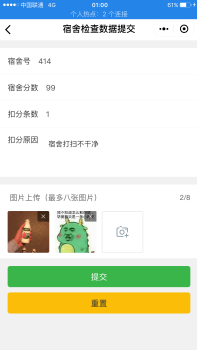 中国联通 4G
01:00
61%
个人热点：2 个连接
宿舍检查数据提交
宿舍号 414
宿舍分数 99
扣分条数 1
扣分原因 宿舍打扫不干净
图片上传（最多八张图片） 2/8
提交
重置